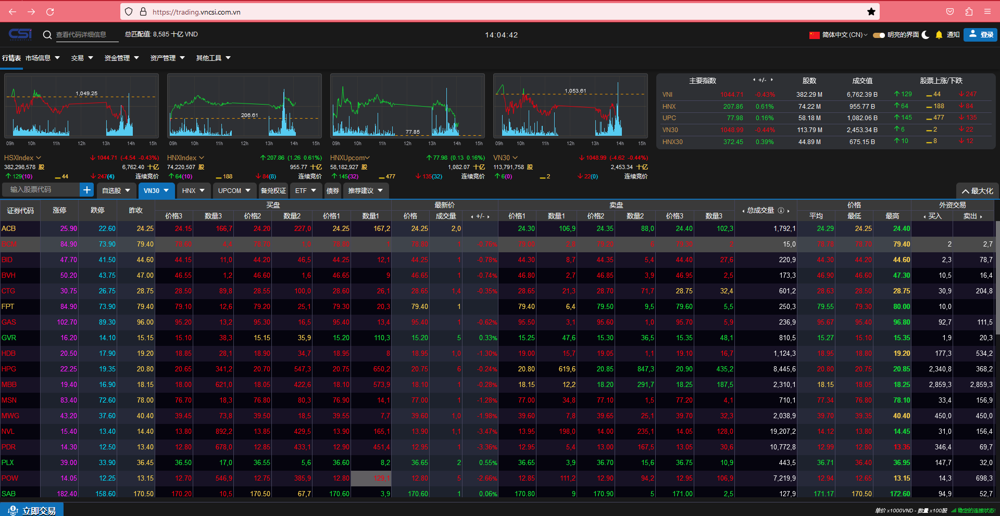 https://trading.vncsi.com.vn
CSI 查看代码详细信息 总匹配值: 8,585 十亿 VND 14:04:42 简体中文 (CN) 明亮的界面 通知 登录
行情表 市场信息 交易 资金管理 资产管理 其他工具
1,049.25
09h 10h 11h 12h 13h 14h 15h
206.61
09h 10h 11h 12h 13h 14h 15h
77.85
09h 10h 11h 12h 13h 14h 15h
1,053.61
09h 10h 11h 12h 13h 14h 15h
主要指数 +/- 股数 成交值 股票上涨/下跌
VNI 1044.71 -0.43% 382.29 M 6,762.39 B 129 44 247
HNX 207.86 0.61% 74.22 M 955.77 B 64 188 84
UPC 77.98 0.16% 58.18 M 1,082.06 B 145 477 135
VN30 1048.99 -0.44% 113.79 M 2,453.34 B 6 2 22
HNX30 372.45 0.39% 44.89 M 675.15 B 10 8 12
HSXIndex 1044.71 (-4.54 -0.43%)
382,298,578 股 6,762.40 十亿
129(10) 44 247(4) 连续竞价
HNXIndex 207.86 (1.26 0.61%)
74,220,507 股 955.77 十亿
64(10) 188 84(8) 连续竞价
HNXUpcom 77.98 (0.13 0.16%)
58,182,927 股 1,082.07 十亿
145(32) 477 135(32) 连续竞价
VN30 1048.99 (-4.62 -0.44%)
113,791,758 股 2,453.34 十亿
6(0) 2 22(0) 连续竞价
输入股票代码 + 自选股 VN30 HNX UPCOM 备兑权证 ETF 债券 推荐建议 最大化
证券代码 涨停 跌停 昨收 买盘 最新价 卖盘 总成交量 价格 外资交易
价格3 数量3 价格2 数量2 价格1 数量1 价格 成交量 +/- 价格1 数量1 价格2 数量2 价格3 数量3 平均 最低 最高 买入 卖出
ACB 25.90 22.60 24.25 24.15 166,7 24.20 227,0 24.25 167,2 24.25 2,0 24.30 106,9 24.35 88,0 24.40 102,3 1,792,1 24.29 24.25 24.40
BCM 84.90 73.90 79.40 78.60 4,4 78.70 1,0 78.80 1 78.80 1 -0.76% 79.00 2,8 79.20 6 79.30 2 15,0 78.78 78.70 79.40 2 2,7
BID 47.70 41.50 44.60 44.15 11,0 44.20 46,5 44.25 12,1 44.25 1 -0.78% 44.30 8,7 44.35 5,4 44.40 27,6 220,9 44.30 44.20 44.60 2,3 78,7
BVH 50.20 43.75 47.00 46.55 1,2 46.60 1,6 46.65 9 46.65 1 -0.74% 46.80 2,7 46.85 3,9 46.95 2,5 173,3 46.90 46.60 47.30 10,5 16,4
CTG 30.75 26.75 28.75 28.50 89,8 28.55 100,0 28.60 26,1 28.65 1,4 -0.35% 28.65 21,3 28.70 71,7 28.75 32,4 601,2 28.63 28.50 28.75 30,9 204,8
FPT 84.90 73.90 79.40 79.10 12,6 79.20 25,1 79.30 20,3 79.40 1 79.40 6,4 79.50 9,5 79.60 5,5 250,3 79.55 79.30 80.00 10,0
GAS 102.70 89.30 96.00 95.20 13,2 95.30 16,5 95.40 13,4 95.40 1 -0.62% 95.50 3,1 95.60 1,0 95.70 5,9 236,9 95.67 95.40 96.80 92,7 111,5
GVR 16.20 14.10 15.15 15.10 38,3 15.15 35,9 15.20 110,3 15.20 5 0.33% 15.25 47,6 15.30 36,5 15.35 48,1 810,5 15.27 15.10 15.35 1,9 20,3
HDB 20.50 17.90 19.20 18.85 28,1 18.90 34,7 18.95 8 18.95 1,0 -1.30% 19.00 15,7 19.05 1,1 19.10 16,7 1,124,3 18.95 18.80 19.20 177,3 534,2
HPG 22.25 19.35 20.80 20.65 341,2 20.70 547,3 20.75 650,2 20.75 6 -0.24% 20.80 619,6 20.85 847,3 20.90 435,2 8,445,6 20.80 20.75 20.85 2,340,8 368,2
MBB 19.40 16.90 18.15 18.00 621,0 18.05 422,6 18.10 573,9 18.10 1 -0.28% 18.15 12,2 18.20 291,7 18.25 187,5 2,310,1 18.15 18.05 18.25 2,859,3 2,859,3
MSN 83.40 72.60 78.00 76.70 18,3 76.80 80,3 76.90 14,1 77.00 1 -1.28% 77.00 34,8 77.10 1,5 77.20 4,1 710,1 77.34 76.80 78.10 33,4 156,9
MWG 43.20 37.60 40.40 39.45 73,8 39.50 18,5 39.55 7,7 39.60 1,0 -1.98% 39.60 7,8 39.65 25,1 39.70 32,3 2,038,9 39.70 39.35 40.40 450,0 450,0
NVL 15.40 13.40 14.40 13.80 892,2 13.85 429,5 13.90 165,1 13.90 1,1 -3.47% 13.95 198,0 14.00 235,1 14.05 128,0 19,207,2 14.12 13.80 14.45 31,0 156,4
PDR 14.30 12.50 13.40 12.80 678,0 12.85 433,1 12.90 451,4 12.95 1 -3.36% 12.95 5,4 13.00 167,5 13.05 30,6 10,772,8 12.99 12.80 13.35 346,4 69,7
PLX 39.00 33.90 36.45 36.50 17,0 36.55 5,6 36.60 8,2 36.65 2 0.55% 36.65 3,9 36.70 15,6 36.75 10,9 443,5 36.71 36.40 36.95 147,7 32,0
POW 14.05 12.25 13.15 12.70 546,9 12.75 385,9 12.80 129,1 12.80 5 -2.66% 12.85 111,2 12.90 94,2 12.95 106,9 7,219,9 12.94 12.65 13.15 14,3 698,3
SAB 182.40 158.60 170.50 170.20 10,5 170.50 67,7 170.60 3,9 170.60 1 0.06% 170.80 9 170.90 5 171.00 2,5 127,9 171.17 170.50 172.60 94,9 52,7
立即交易 单价 x1000VND - 数量 x100股 稳定的连接状态!